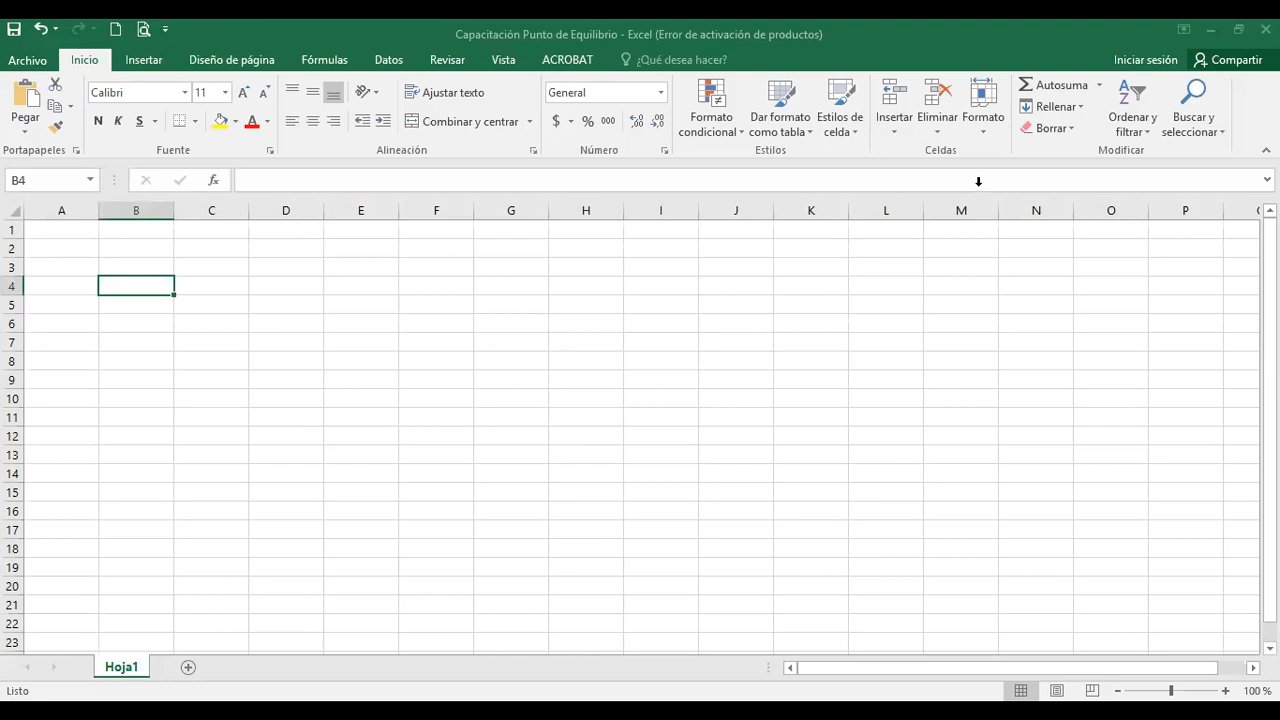 Capacitación Punto de Equilibrio - Excel (Error de activación de productos)
Archivo Inicio Insertar Diseño de página Fórmulas Datos Revisar Vista ACROBAT ¿Qué desea hacer? Iniciar sesión Compartir
Pegar
Calibri 11
N K S
Ajustar texto
Combinar y centrar
General
$ % 000
Formato condicional
Dar formato como tabla
Estilos de celda
Insertar Eliminar Formato
Autosuma
Rellenar
Borrar
Ordenar y filtrar
Buscar y seleccionar
Portapapeles Fuente Alineación Número Estilos Celdas Modificar
B4 fx
A B C D E F G H I J K L M N O P
1
2
3
4
5
6
7
8
9
10
11
12
13
14
15
16
17
18
19
20
21
22
23
Hoja1
Listo 100 %